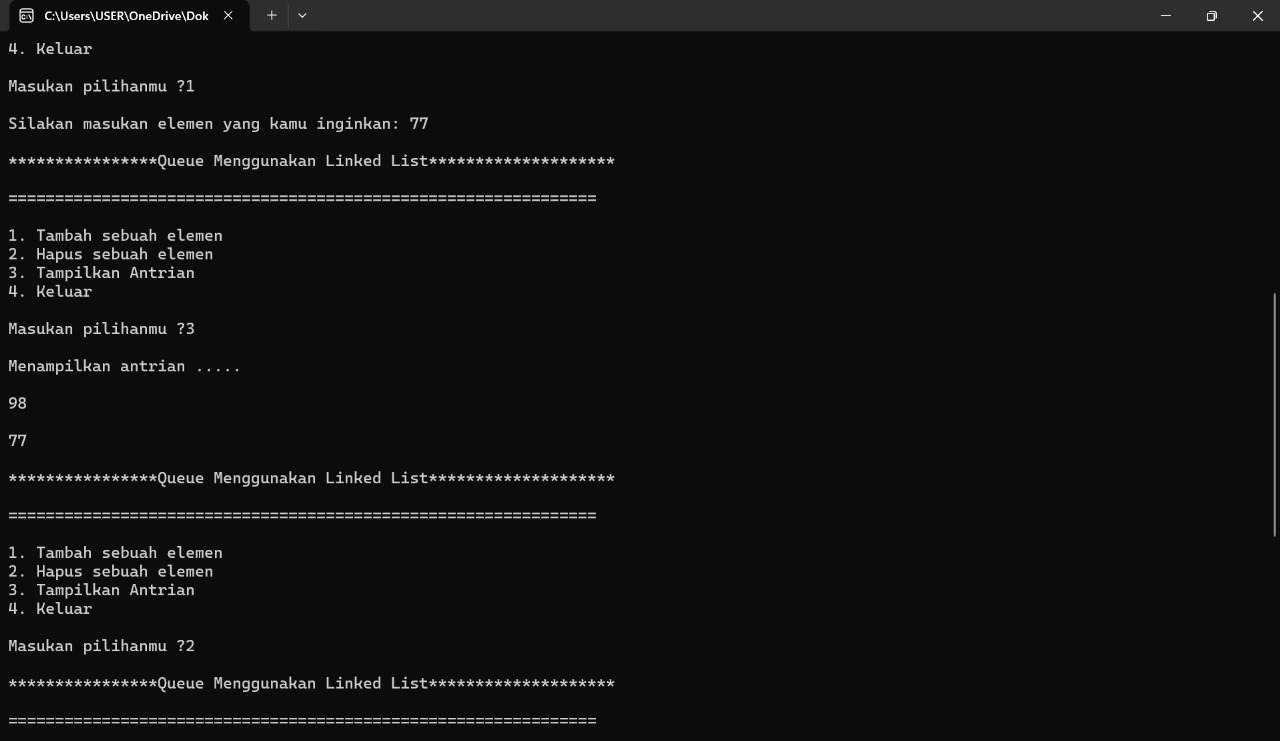 C:\Users\USER\OneDrive\Dok
4. Keluar
Masukan pilihanmu ?1
Silakan masukan elemen yang kamu inginkan: 77
****************Queue Menggunakan Linked List********************
===============================================================
1. Tambah sebuah elemen
2. Hapus sebuah elemen
3. Tampilkan Antrian
4. Keluar
Masukan pilihanmu ?3
Menampilkan antrian .....
98
77
****************Queue Menggunakan Linked List********************
===============================================================
1. Tambah sebuah elemen
2. Hapus sebuah elemen
3. Tampilkan Antrian
4. Keluar
Masukan pilihanmu ?2
****************Queue Menggunakan Linked List********************
===============================================================